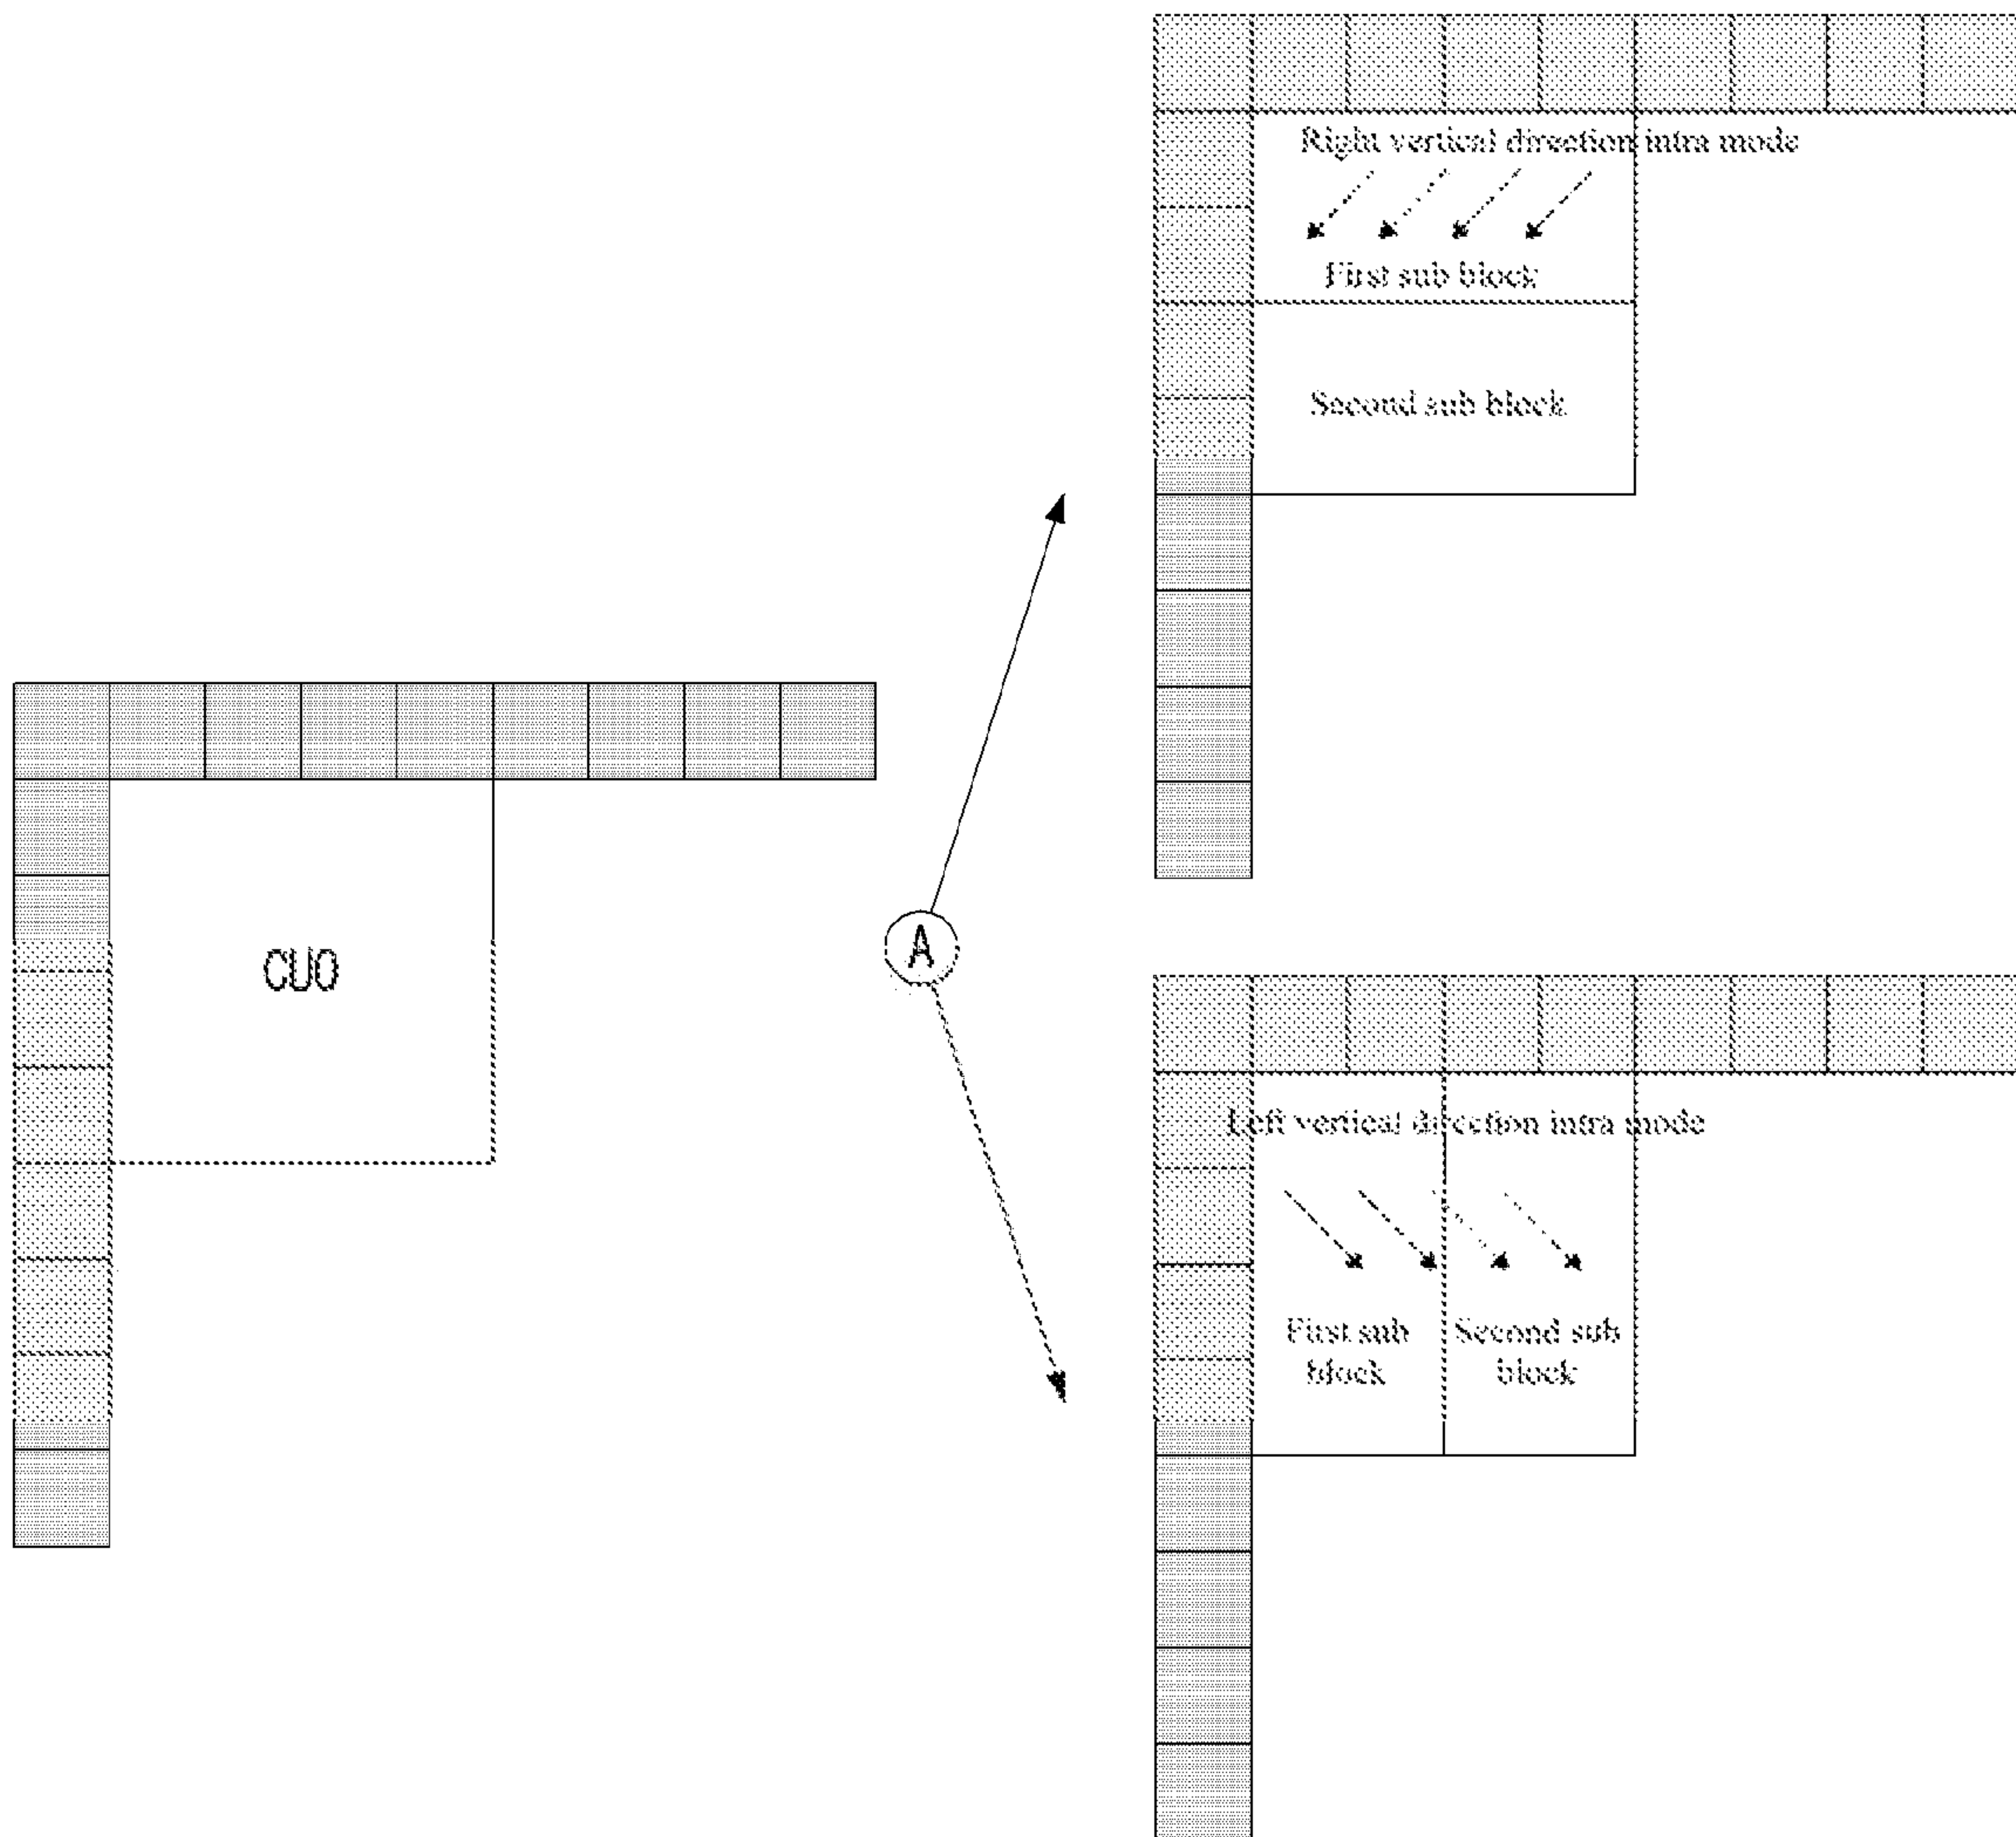 Right vertical direction intra mode
First sub block
Second sub block
CU0
A
Left vertical direction intra mode
First sub
block
Second sub
block